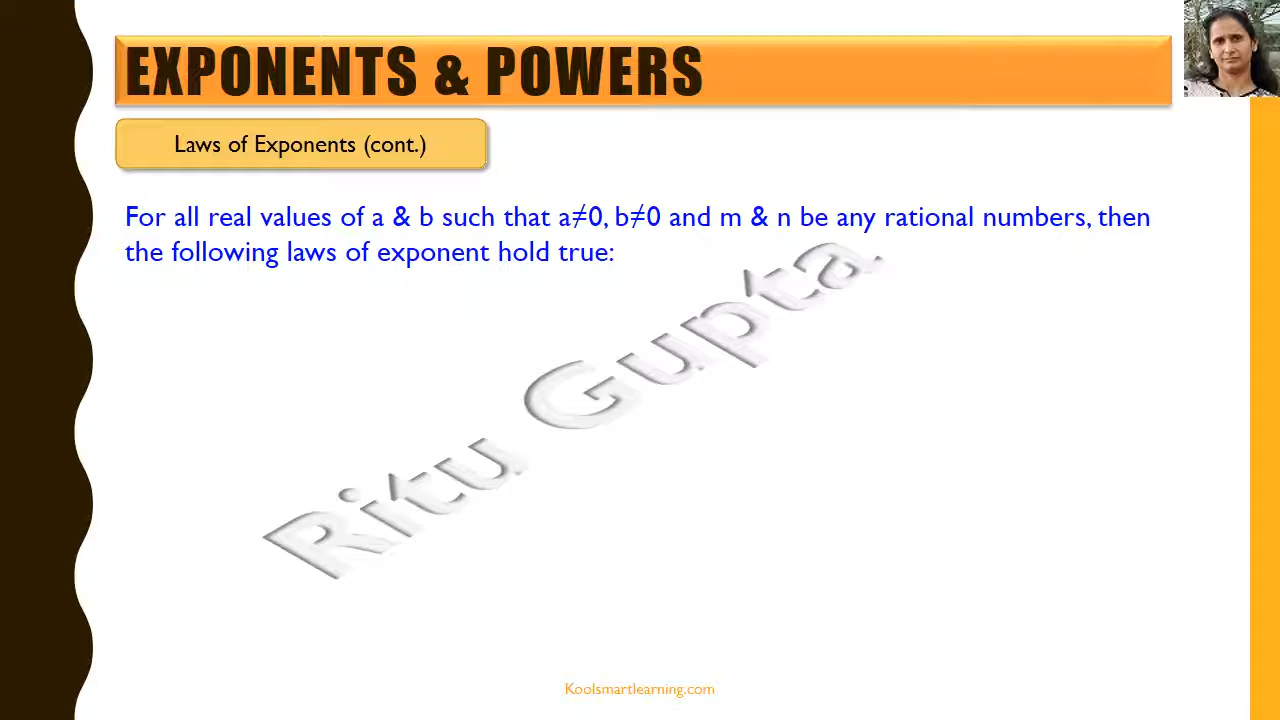 EXPONENTS & POWERS
Laws of Exponents (cont.)
For all real values of a & b such that a≠0, b≠0 and m & n be any rational numbers, then
the following laws of exponent hold true:
Ritu Gupta
Koolsmartlearning.com